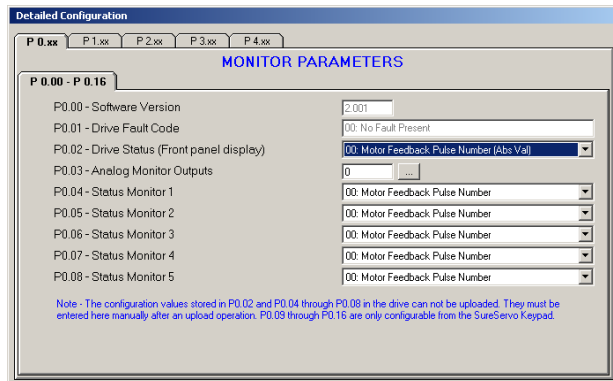 Detailed Configuration
P 0.xx P 1.xx P 2.xx P 3.xx P 4.xx
MONITOR PARAMETERS
P 0.00 - P 0.16
P0.00 - Software Version 2.001
P0.01 - Drive Fault Code 00: No Fault Present
P0.02 - Drive Status (Front panel display) 00: Motor Feedback Pulse Number (Abs Val)
P0.03 - Analog Monitor Outputs 0 ...
P0.04 - Status Monitor 1 00: Motor Feedback Pulse Number
P0.05 - Status Monitor 2 00: Motor Feedback Pulse Number
P0.06 - Status Monitor 3 00: Motor Feedback Pulse Number
P0.07 - Status Monitor 4 00: Motor Feedback Pulse Number
P0.08 - Status Monitor 5 00: Motor Feedback Pulse Number
Note - The configuration values stored in P0.02 and P0.04 through P0.08 in the drive can not be uploaded. They must be
entered here manually after an upload operation. P0.09 through P0.16 are only configurable from the SureServo Keypad.